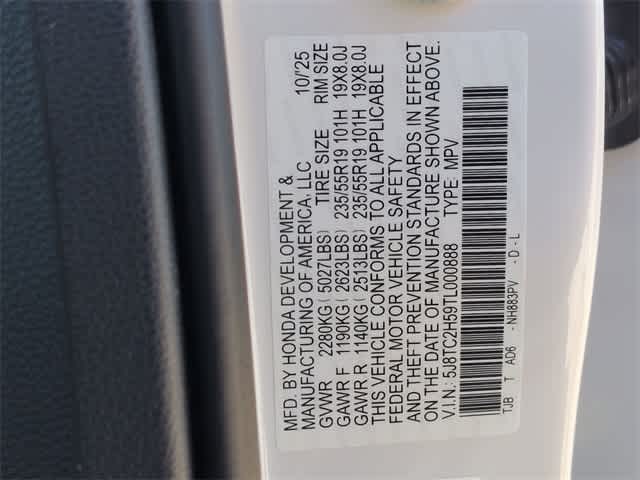 MFD. BY HONDA DEVELOPMENT & 10/'25
MANUFACTURING OF AMERICA, LLC
GVWR 2280KG(5027LBS) TIRE SIZE RIM SIZE
GAWR F 1190KG(2623LBS) 235/55R19 101H 19X8.0J
GAWR R 1140KG(2513LBS) 235/55R19 101H 19X8.0J
THIS VEHICLE CONFORMS TO ALL APPLICABLE
FEDERAL MOTOR VEHICLE SAFETY
AND THEFT PREVENTION STANDARDS IN EFFECT
ON THE DATE OF MANUFACTURE SHOWN ABOVE.
V.I.N.: 5J8TC2H59TL000888 TYPE: MPV
TJB T AD6 - NH883PV - D - L